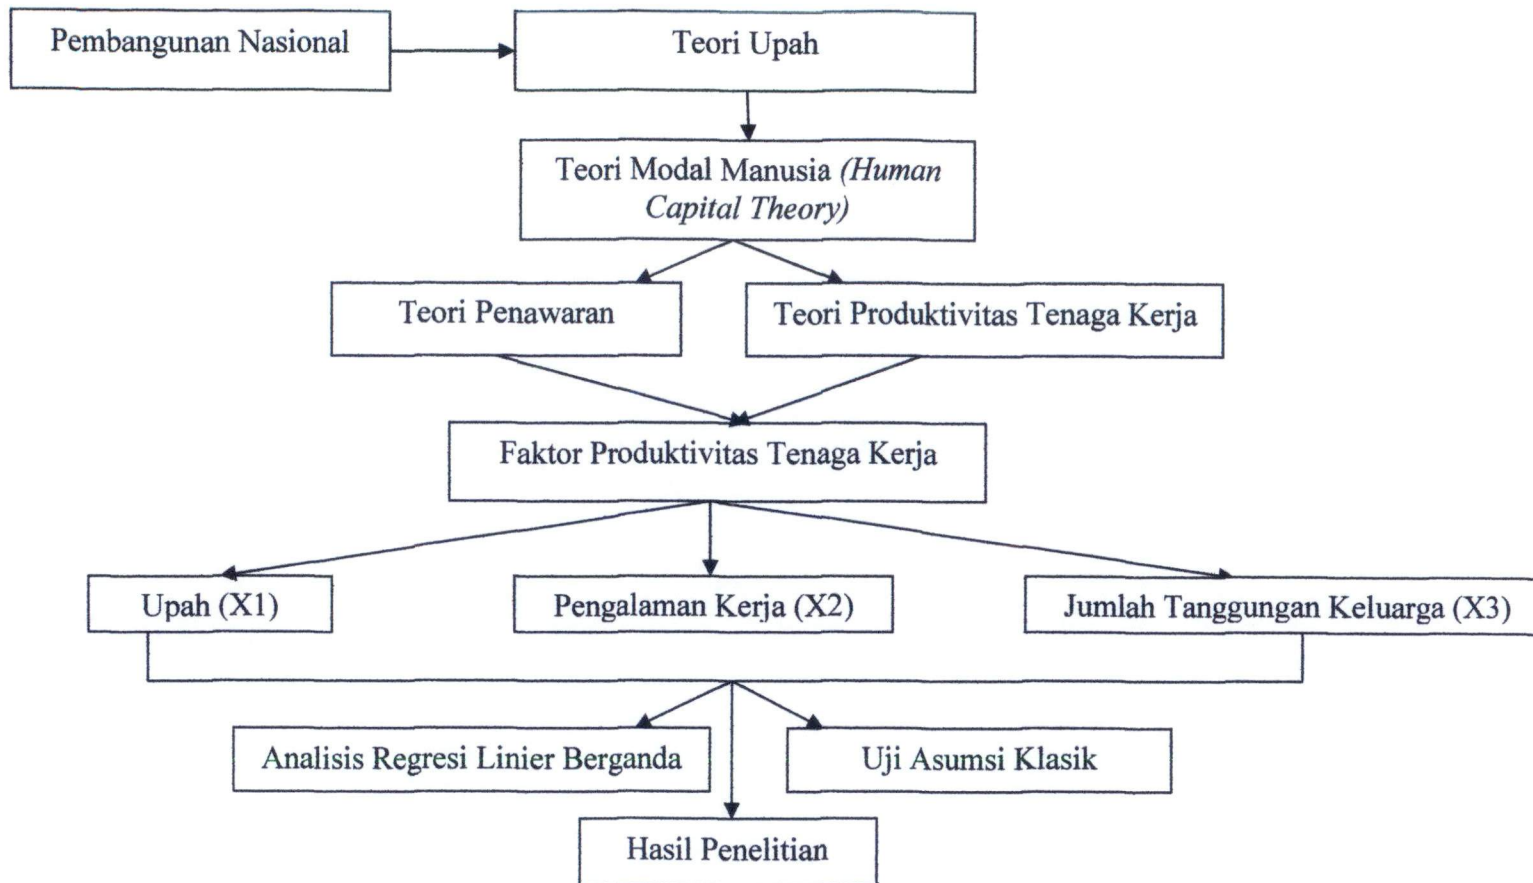 Pembangunan Nasional
Teori Upah
Teori Modal Manusia (Human
Capital Theory)
Teori Penawaran
Teori Produktivitas Tenaga Kerja
Faktor Produktivitas Tenaga Kerja
Upah (X1)
Pengalaman Kerja (X2)
Jumlah Tanggungan Keluarga (X3)
Analisis Regresi Linier Berganda
Uji Asumsi Klasik
Hasil Penelitian